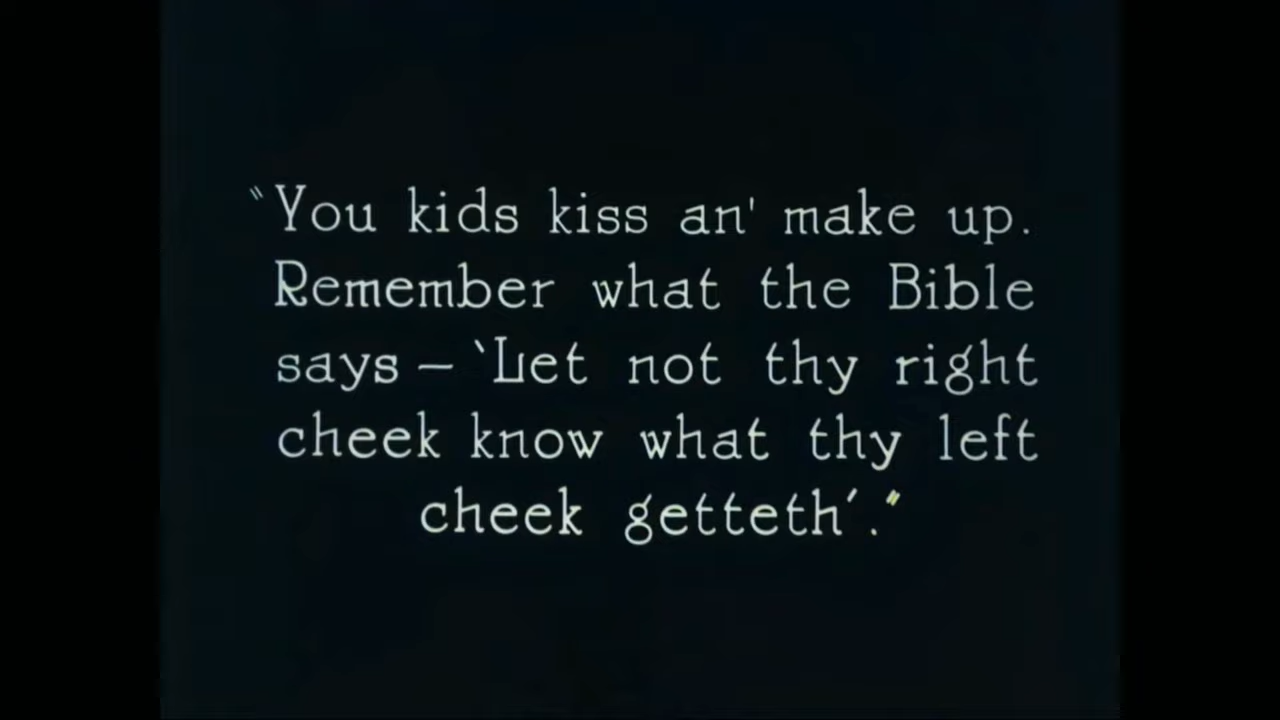 "You kids kiss an' make up.
Remember what the Bible
says — 'Let not thy right
cheek know what thy left
cheek getteth'."